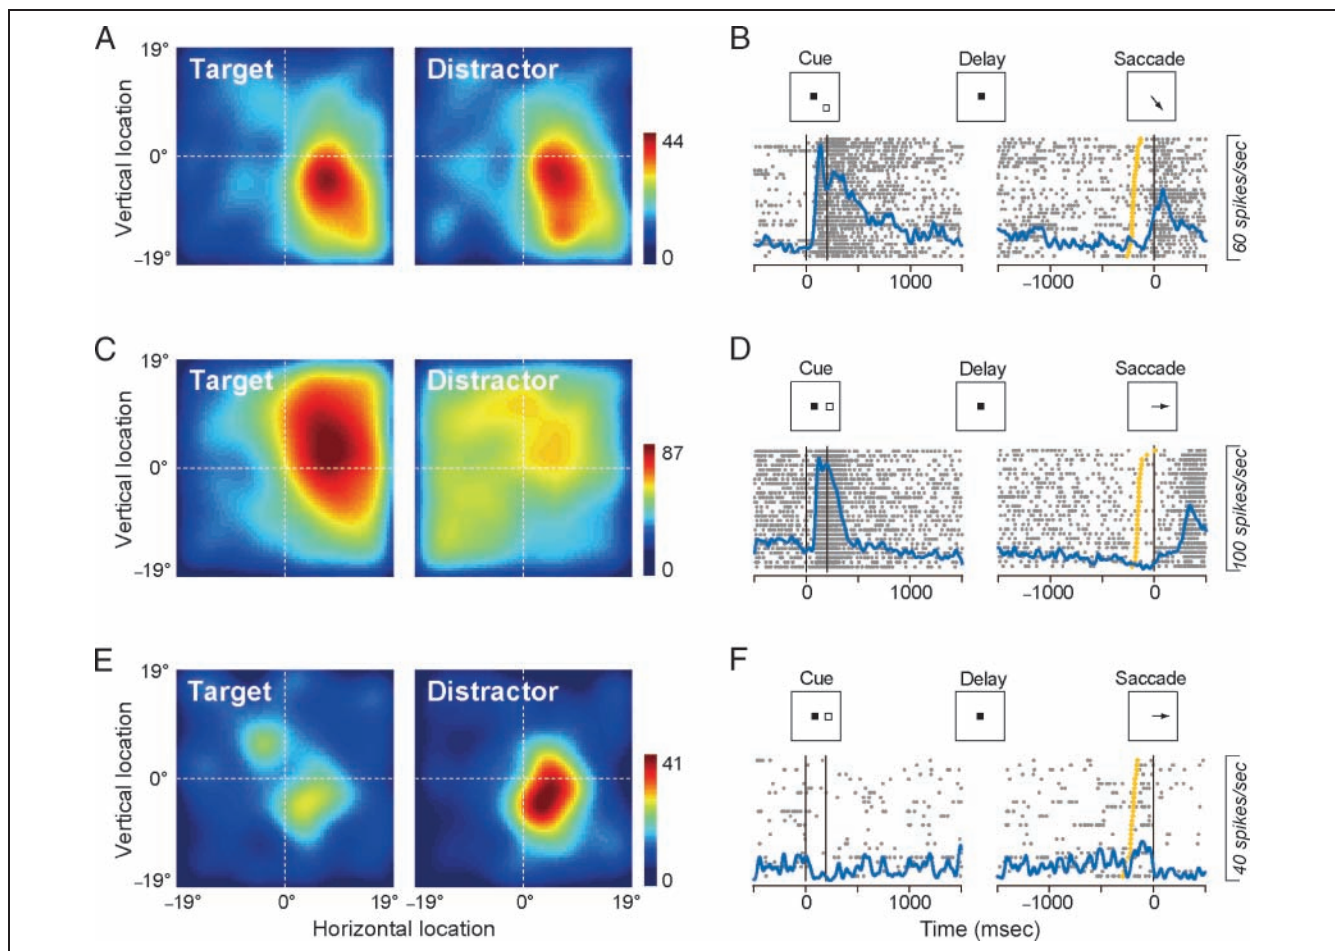 A
B
19°
Target
Distractor
Cue
Delay
Saccade
Vertical location
0°
44
60 spikes/sec
–19°
0
0
1000
–1000
0
C
D
19°
Target
Distractor
Cue
Delay
Saccade
Vertical location
0°
87
100 spikes/sec
–19°
0
0
1000
–1000
0
E
F
19°
Target
Distractor
Cue
Delay
Saccade
Vertical location
0°
41
40 spikes/sec
–19°
0
–19°
0°
19°
0°
19°
0
1000
–1000
0
Horizontal location
Time (msec)